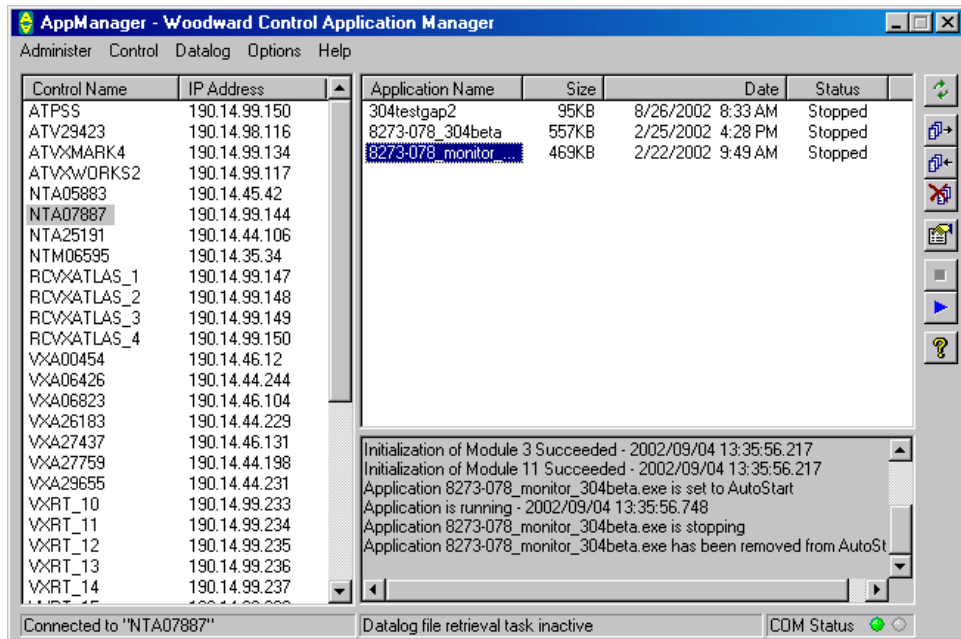 AppManager - Woodward Control Application Manager
Administer Control Datalog Options Help
Control Name IP Address
ATPSS 190.14.99.150
ATV29423 190.14.98.116
ATVXMARK4 190.14.99.134
ATVXWORKS2 190.14.99.117
NTA05883 190.14.45.42
NTA07887 190.14.99.144
NTA25191 190.14.44.106
NTM06595 190.14.35.34
RCVXATLAS_1 190.14.99.147
RCVXATLAS_2 190.14.99.148
RCVXATLAS_3 190.14.99.149
RCVXATLAS_4 190.14.99.150
VXA00454 190.14.46.12
VXA06426 190.14.44.244
VXA06823 190.14.46.104
VXA26183 190.14.44.229
VXA27437 190.14.46.131
VXA27759 190.14.44.198
VXA29655 190.14.44.231
VXRT_10 190.14.99.233
VXRT_11 190.14.99.234
VXRT_12 190.14.99.235
VXRT_13 190.14.99.236
VXRT_14 190.14.99.237
Application Name Size Date Status
304testgap2 95KB 8/26/2002 8:33 AM Stopped
8273-078_304beta 557KB 2/25/2002 4:28 PM Stopped
8273-078_monitor_... 469KB 2/22/2002 9:49 AM Stopped
Initialization of Module 3 Succeeded - 2002/09/04 13:35:56.217
Initialization of Module 11 Succeeded - 2002/09/04 13:35:56.217
Application 8273-078_monitor_304beta.exe is set to AutoStart
Application is running - 2002/09/04 13:35:56.748
Application 8273-078_monitor_304beta.exe is stopping
Application 8273-078_monitor_304beta.exe has been removed from AutoSt
Connected to "NTA07887" Datalog file retrieval task inactive COM Status